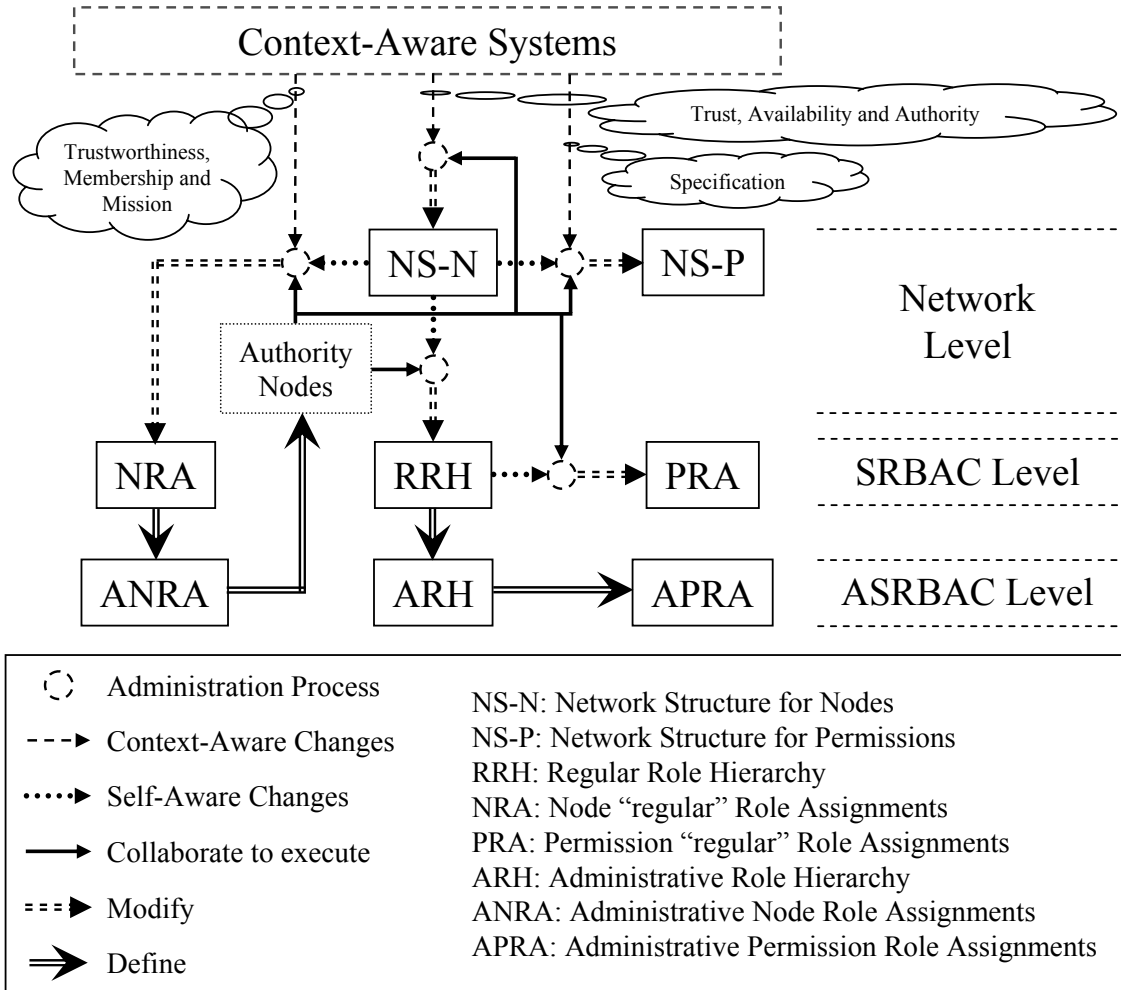 Context-Aware Systems
Trust, Availability and Authority
Trustworthiness,
Membership and
Mission
Specification
NS-N
NS-P
Network
Level
Authority
Nodes
NRA
RRH
PRA
SRBAC Level
ANRA
ARH
APRA
ASRBAC Level
Administration Process
Context-Aware Changes
Self-Aware Changes
Collaborate to execute
Modify
Define
NS-N: Network Structure for Nodes
NS-P: Network Structure for Permissions
RRH: Regular Role Hierarchy
NRA: Node “regular” Role Assignments
PRA: Permission “regular” Role Assignments
ARH: Administrative Role Hierarchy
ANRA: Administrative Node Role Assignments
APRA: Administrative Permission Role Assignments